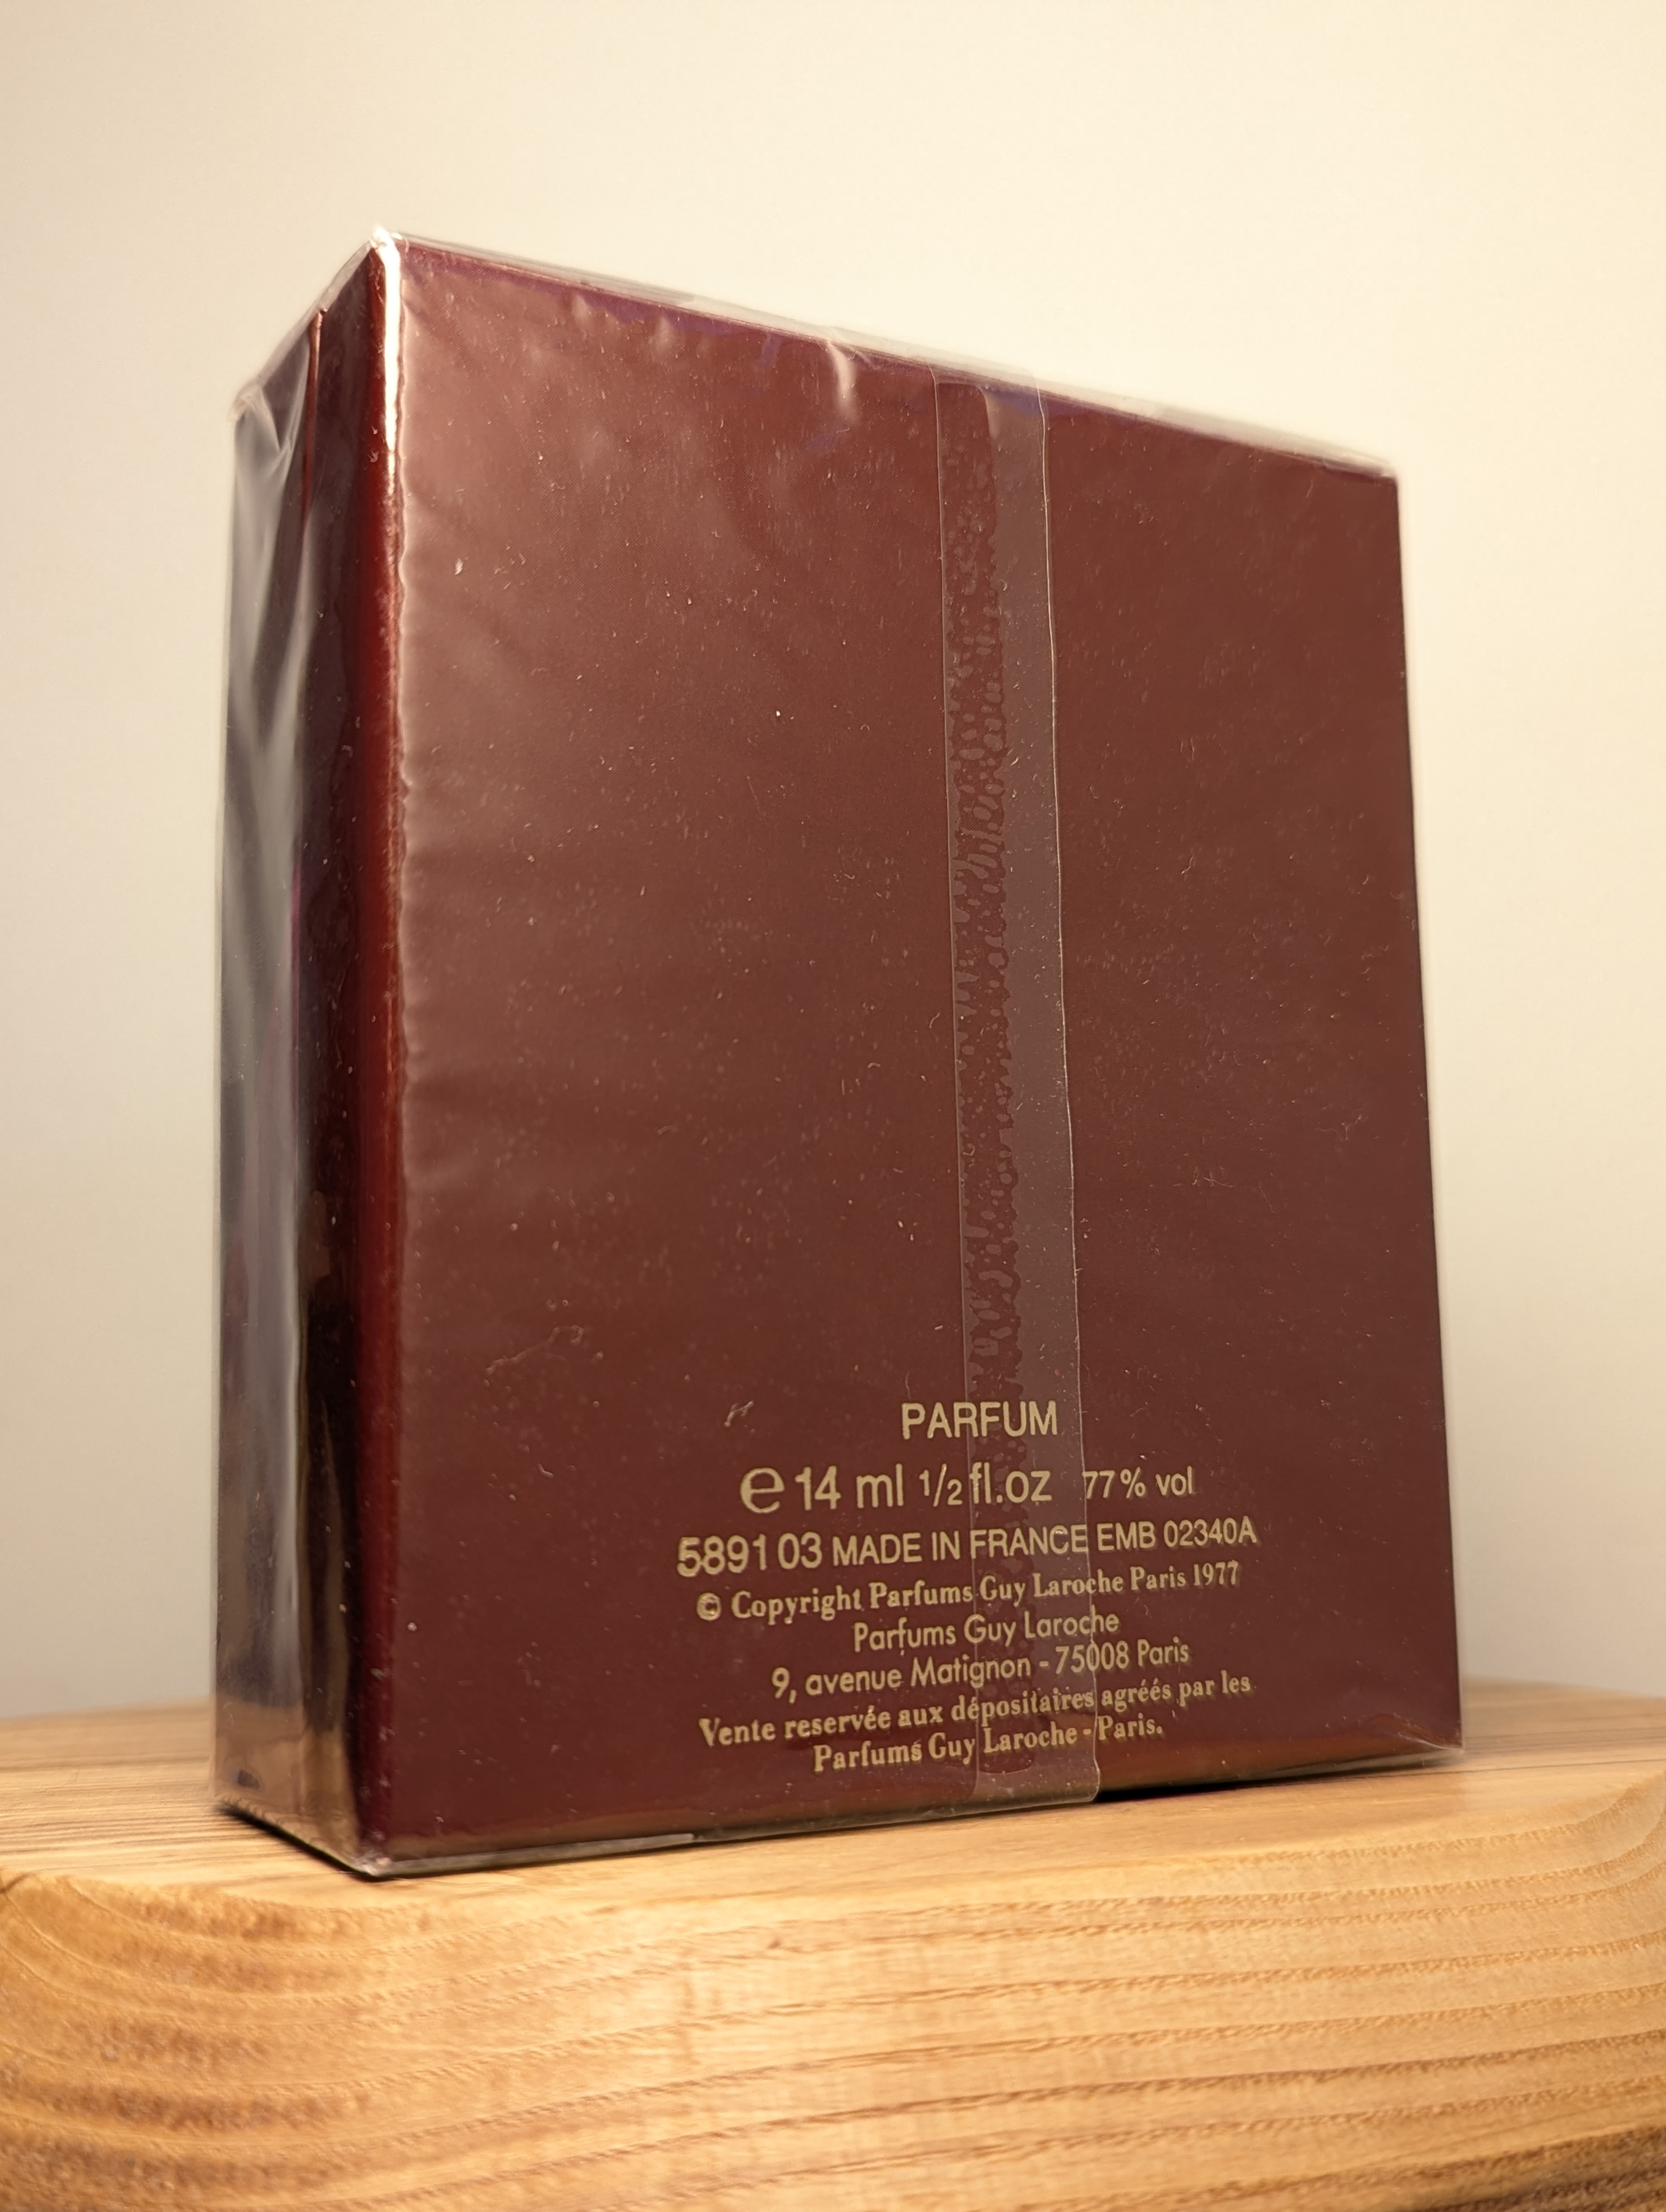 PARFUM
℮ 14 ml 1/2 fl.oz 77% vol
5891 03 MADE IN FRANCE EMB 02340A
© Copyright Parfums Guy Laroche Paris 1977
Parfums Guy Laroche
9, avenue Matignon - 75008 Paris
Vente reservée aux dépositaires agréés par les
Parfums Guy Laroche - Paris.